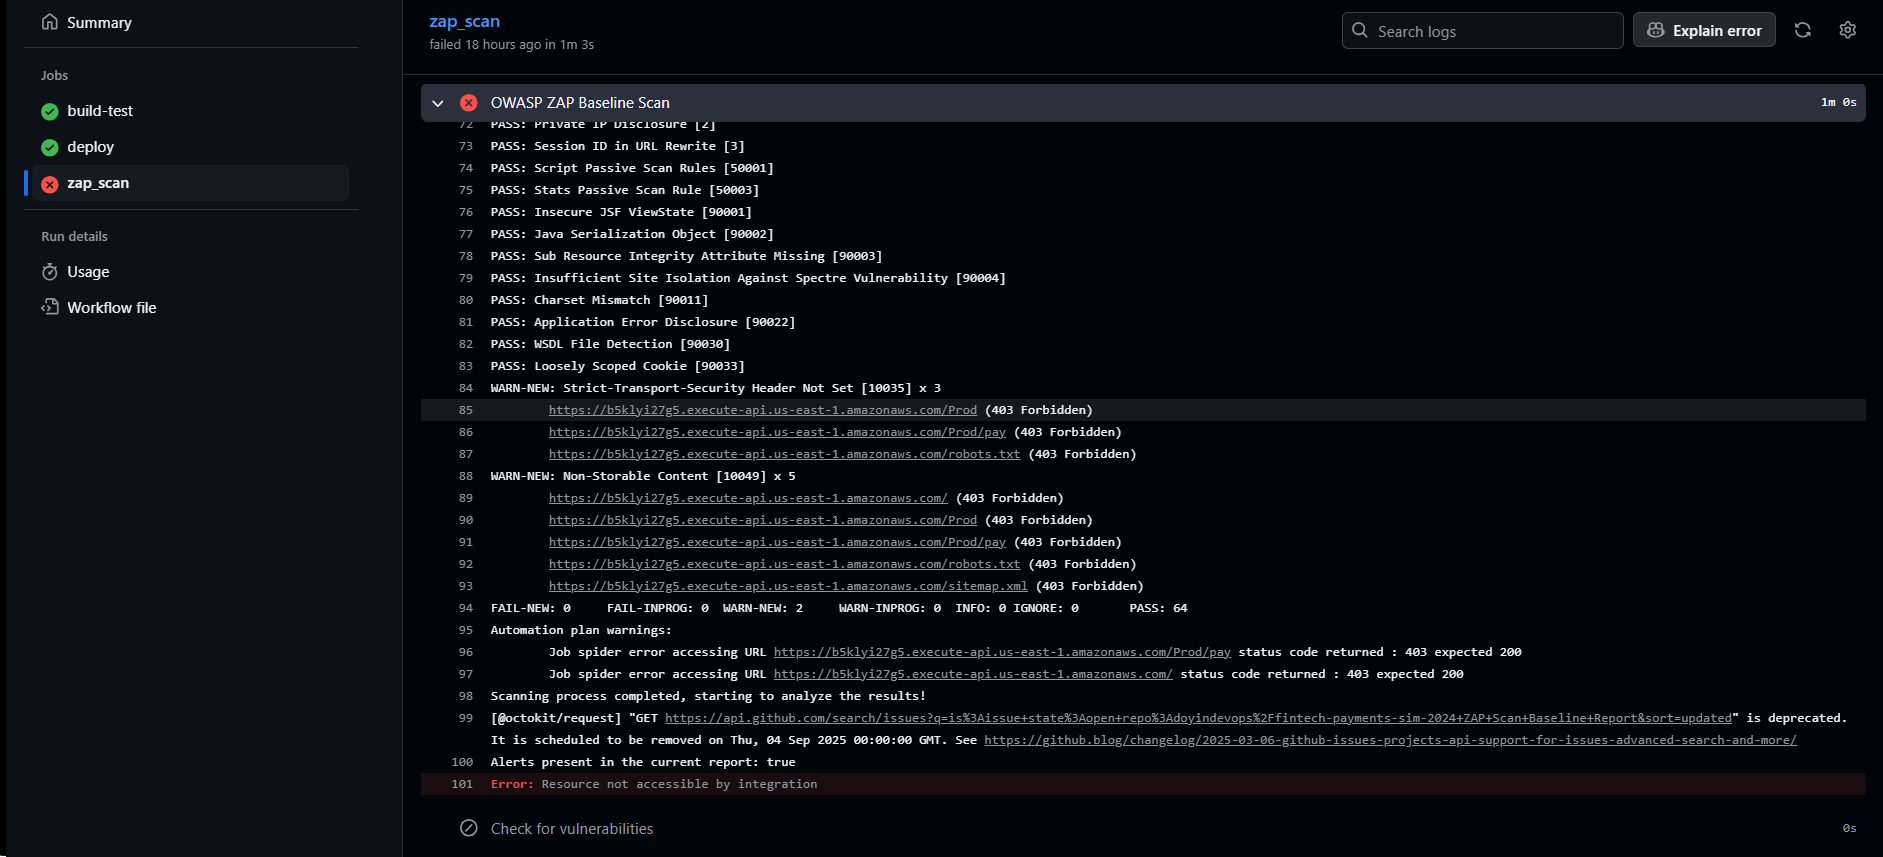 Summary
Jobs
build-test
deploy
zap_scan
Run details
Usage
Workflow file
zap_scan
failed 18 hours ago in 1m 3s
Search logs
Explain error
OWASP ZAP Baseline Scan
1m 0s
72 PASS: Private IP Disclosure [2]
73 PASS: Session ID in URL Rewrite [3]
74 PASS: Script Passive Scan Rules [50001]
75 PASS: Stats Passive Scan Rule [50003]
76 PASS: Insecure JSF ViewState [90001]
77 PASS: Java Serialization Object [90002]
78 PASS: Sub Resource Integrity Attribute Missing [90003]
79 PASS: Insufficient Site Isolation Against Spectre Vulnerability [90004]
80 PASS: Charset Mismatch [90011]
81 PASS: Application Error Disclosure [90022]
82 PASS: WSDL File Detection [90030]
83 PASS: Loosely Scoped Cookie [90033]
84 WARN-NEW: Strict-Transport-Security Header Not Set [10035] x 3
85 https://b5klyi27g5.execute-api.us-east-1.amazonaws.com/Prod (403 Forbidden)
86 https://b5klyi27g5.execute-api.us-east-1.amazonaws.com/Prod/pay (403 Forbidden)
87 https://b5klyi27g5.execute-api.us-east-1.amazonaws.com/robots.txt (403 Forbidden)
88 WARN-NEW: Non-Storable Content [10049] x 5
89 https://b5klyi27g5.execute-api.us-east-1.amazonaws.com/ (403 Forbidden)
90 https://b5klyi27g5.execute-api.us-east-1.amazonaws.com/Prod (403 Forbidden)
91 https://b5klyi27g5.execute-api.us-east-1.amazonaws.com/Prod/pay (403 Forbidden)
92 https://b5klyi27g5.execute-api.us-east-1.amazonaws.com/robots.txt (403 Forbidden)
93 https://b5klyi27g5.execute-api.us-east-1.amazonaws.com/sitemap.xml (403 Forbidden)
94 FAIL-NEW: 0 FAIL-INPROG: 0 WARN-NEW: 2 WARN-INPROG: 0 INFO: 0 IGNORE: 0 PASS: 64
95 Automation plan warnings:
96 Job spider error accessing URL https://b5klyi27g5.execute-api.us-east-1.amazonaws.com/Prod/pay status code returned : 403 expected 200
97 Job spider error accessing URL https://b5klyi27g5.execute-api.us-east-1.amazonaws.com/ status code returned : 403 expected 200
98 Scanning process completed, starting to analyze the results!
99 [@octokit/request] "GET https://api.github.com/search/issues?q=is%3Aissue+state%3Aopen+repo%3Adoyindevops%2Ffintech-payments-sim-2024+ZAP+Scan+Baseline+Report&sort=updated" is deprecated.
It is scheduled to be removed on Thu, 04 Sep 2025 00:00:00 GMT. See https://github.blog/changelog/2025-03-06-github-issues-projects-api-support-for-issues-advanced-search-and-more/
100 Alerts present in the current report: true
101 Error: Resource not accessible by integration
Check for vulnerabilities
0s